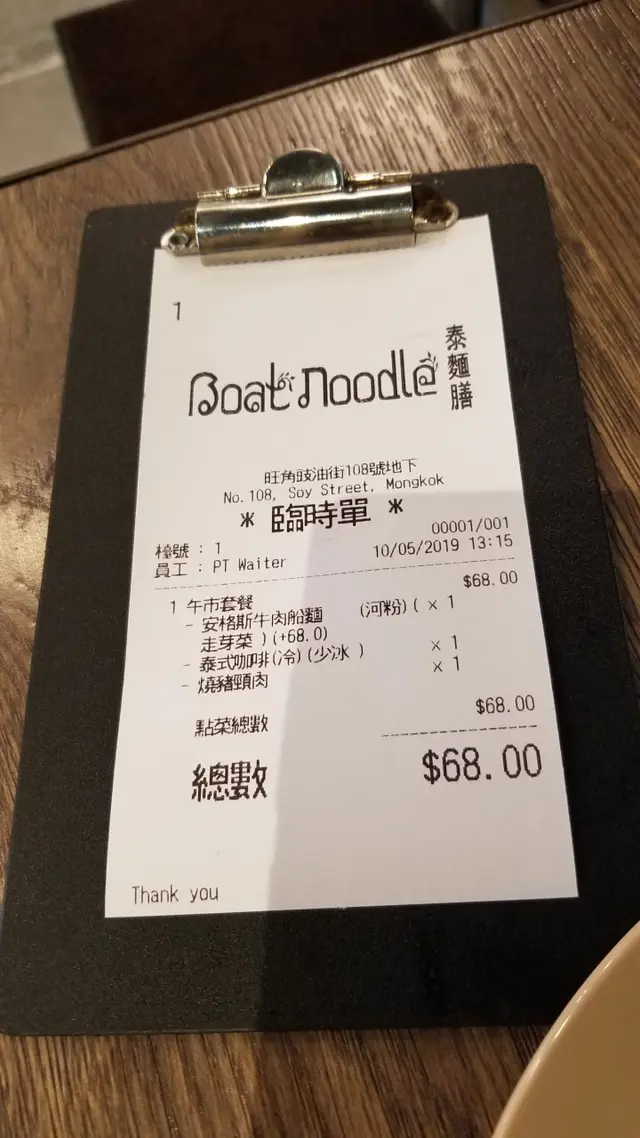 1
Boat Noodle 泰麵膳
旺角豉油街108號地下
No.108, Soy Street, Mongkok
* 臨時單 *
00001/001
檯號 : 1
員工 : PT Waiter 10/05/2019 13:15
1 午市套餐 $68.00
- 安格斯牛肉船麵 (河粉) ( × 1
走芽菜 ) (+68.0)
- 泰式咖啡(冷) (少冰 ) × 1
- 燒豬頸肉 × 1
點菜總數 $68.00
總數 $68.00
Thank you